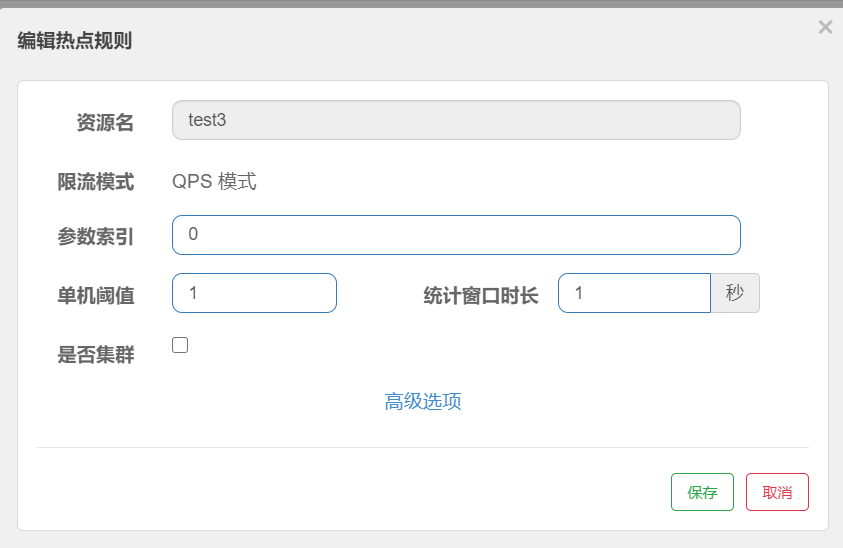 编辑热点规则
×
资源名 test3
限流模式 QPS 模式
参数索引 0
单机阈值 1 统计窗口时长 1 秒
是否集群
高级选项
保存 取消